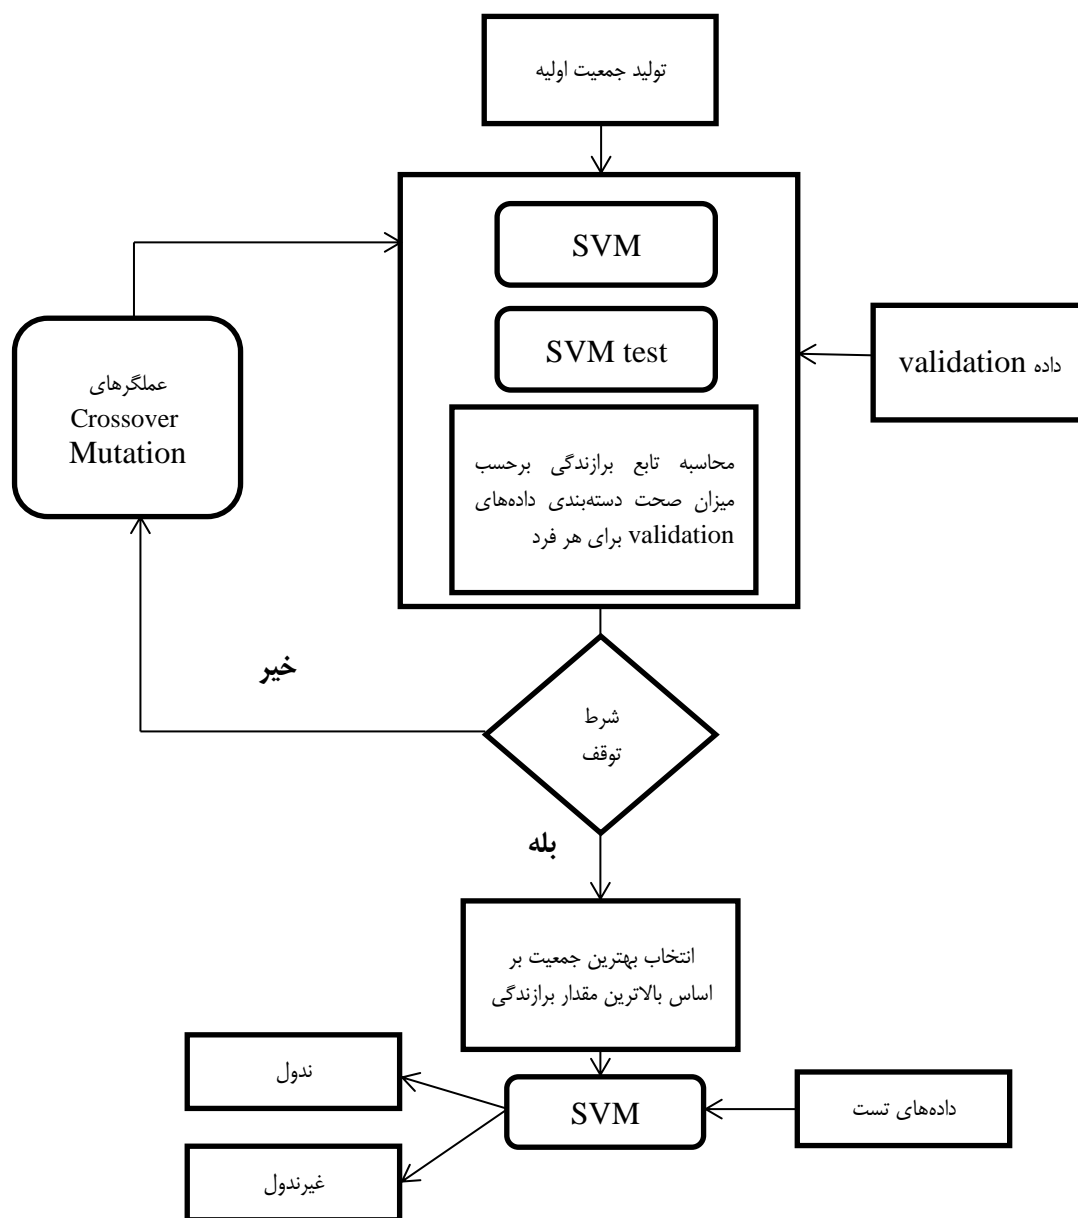 تولید جمعیت اولیه
SVM
SVM test
داده validation
عملگرهای
Crossover
Mutation
محاسبه تابع برازندگی برحسب
میزان صحت دسته‌بندی داده‌های
validation برای هر فرد
خیر
شرط
توقف
بله
انتخاب بهترین جمعیت بر
اساس بالاترین مقدار برازندگی
ندول
SVM
داده‌های تست
غیرندول